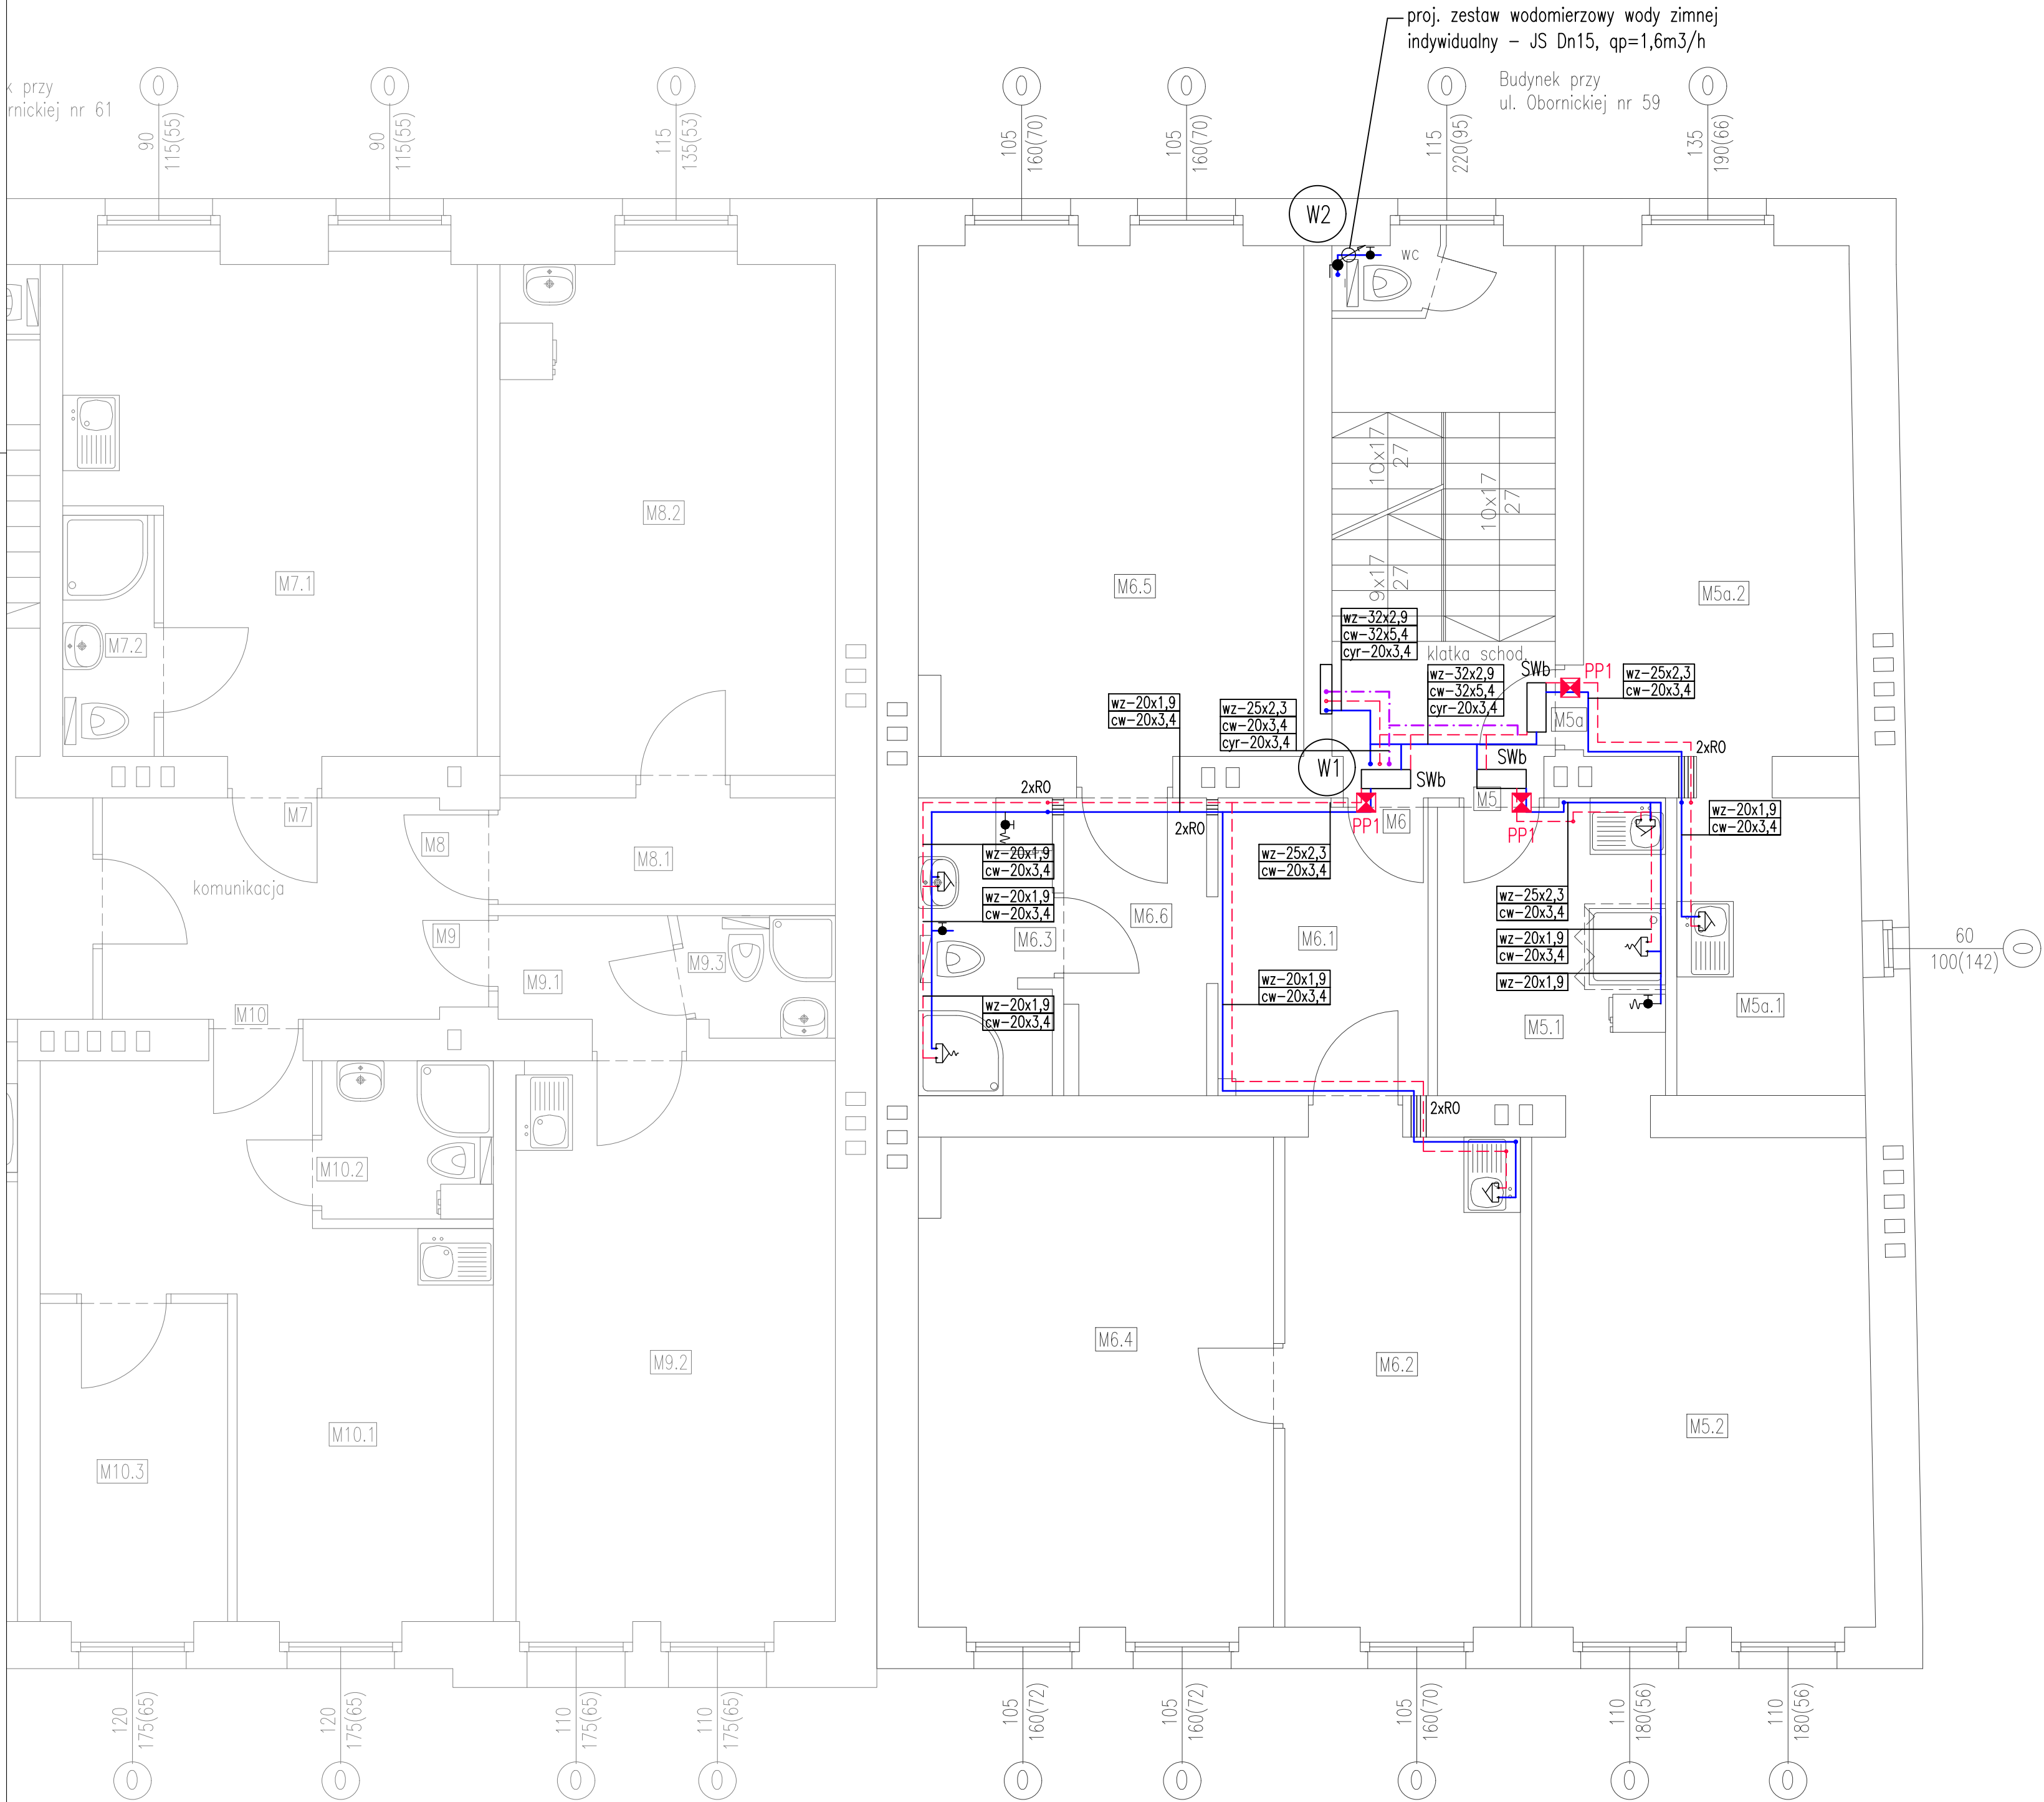 proj. zestaw wodomierzowy wody zimnej
indywidualny – JS Dn15, qp=1,6m3/h
k przy
rnickiej nr 61
Budynek przy
ul. Obornickiej nr 59
O
O
O
O
O
O
O
90
115(55)
90
115(55)
115
135(53)
105
160(70)
105
160(70)
115
220(95)
135
190(66)
W2
wc
10x17
27
10x17
27
9x17
27
M8.2
M7.1
M6.5
M5a.2
M7.2
wz-32x2,9
cw-32x5,4
cyr-20x3,4
klatka schod.
wz-32x2,9
cw-32x5,4
cyr-20x3,4
SWb
PP1
wz-25x2,3
cw-20x3,4
wz-20x1,9
cw-20x3,4
wz-25x2,3
cw-20x3,4
cyr-20x3,4
M5a
2xRO
W1
SWb
SWb
2xRO
M5
M7
M6
PP1
PP1
2xRO
wz-20x1,9
cw-20x3,4
M8
M8.1
wz-20x1,9
cw-20x3,4
wz-25x2,3
cw-20x3,4
komunikacja
wz-20x1,9
cw-20x3,4
wz-25x2,3
cw-20x3,4
M6.6
M9
M6.3
M6.1
wz-20x1,9
cw-20x3,4
60
100(142)
O
M9.3
M9.1
wz-20x1,9
cw-20x3,4
wz-20x1,9
M10
wz-20x1,9
cw-20x3,4
M5.1
M5a.1
2xRO
M10.2
M6.4
M6.2
M9.2
M5.2
M10.1
M10.3
120
175(65)
120
175(65)
110
175(65)
110
175(65)
105
160(72)
105
160(72)
105
160(70)
110
180(56)
110
180(56)
O
O
O
O
O
O
O
O
O